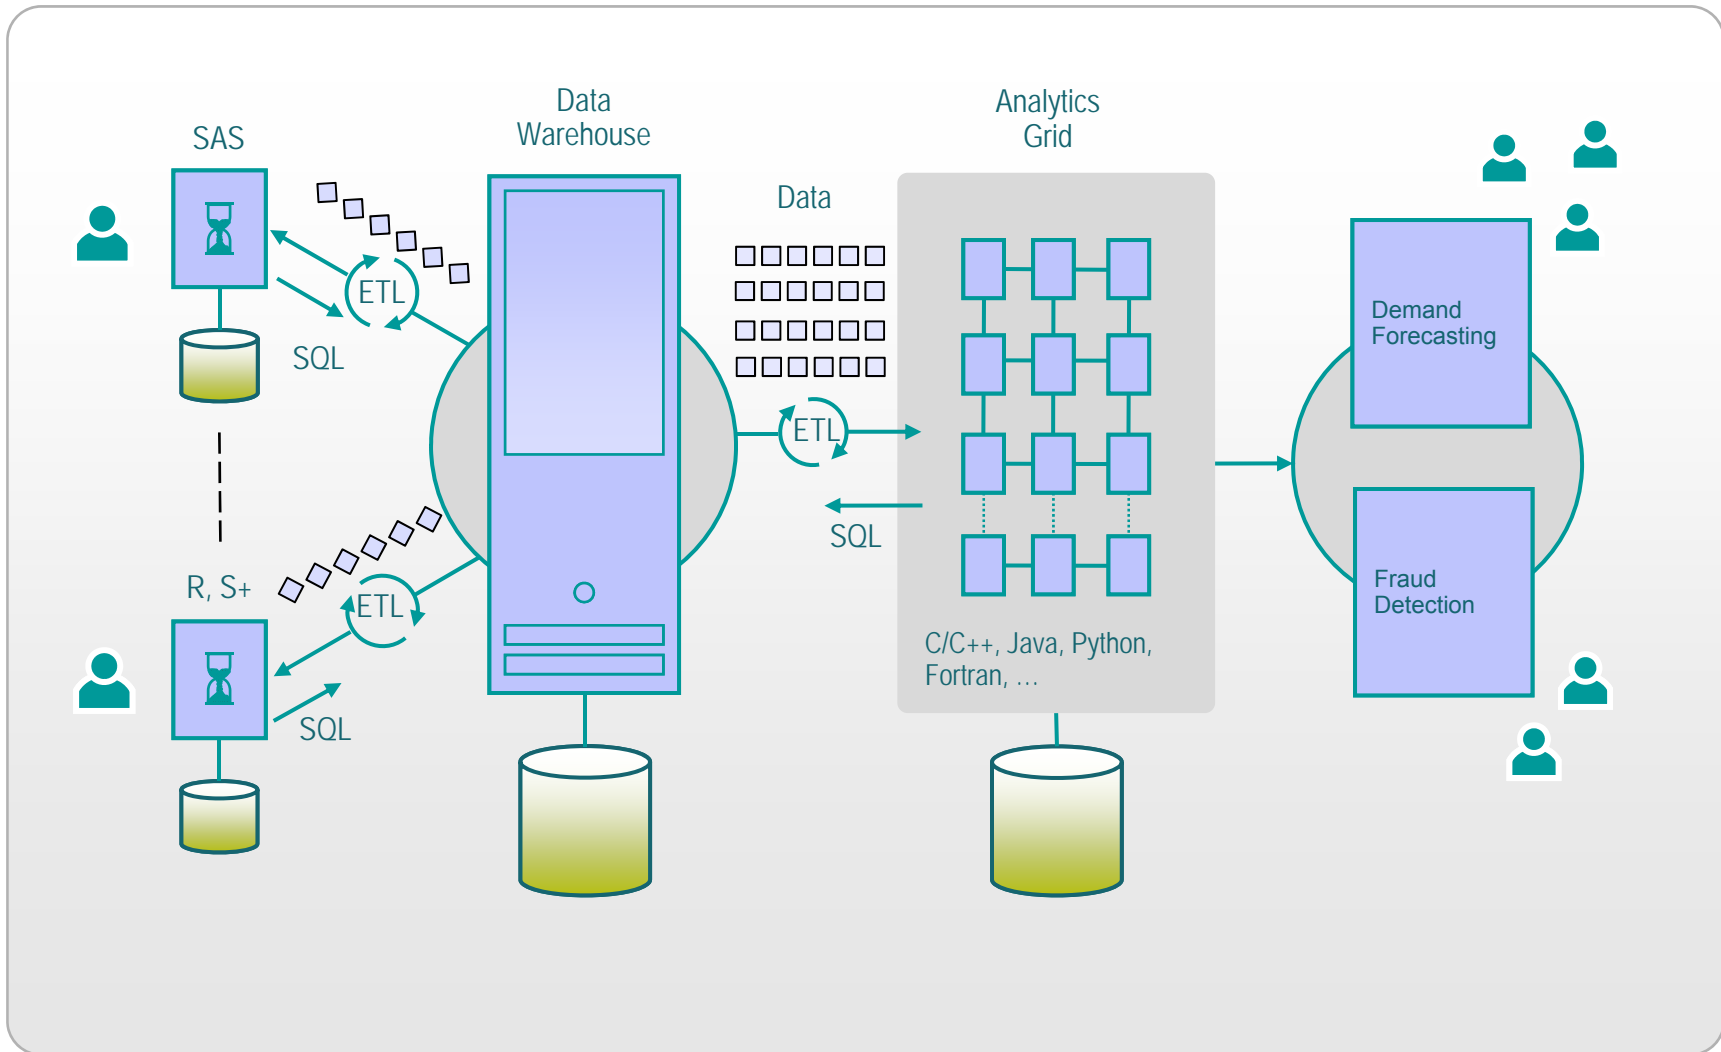 SAS
Data
Warehouse
Analytics
Grid
Data
ETL
SQL
Demand
Forecasting
ETL
SQL
R, S+
ETL
SQL
C/C++, Java, Python,
Fortran, ...
Fraud
Detection